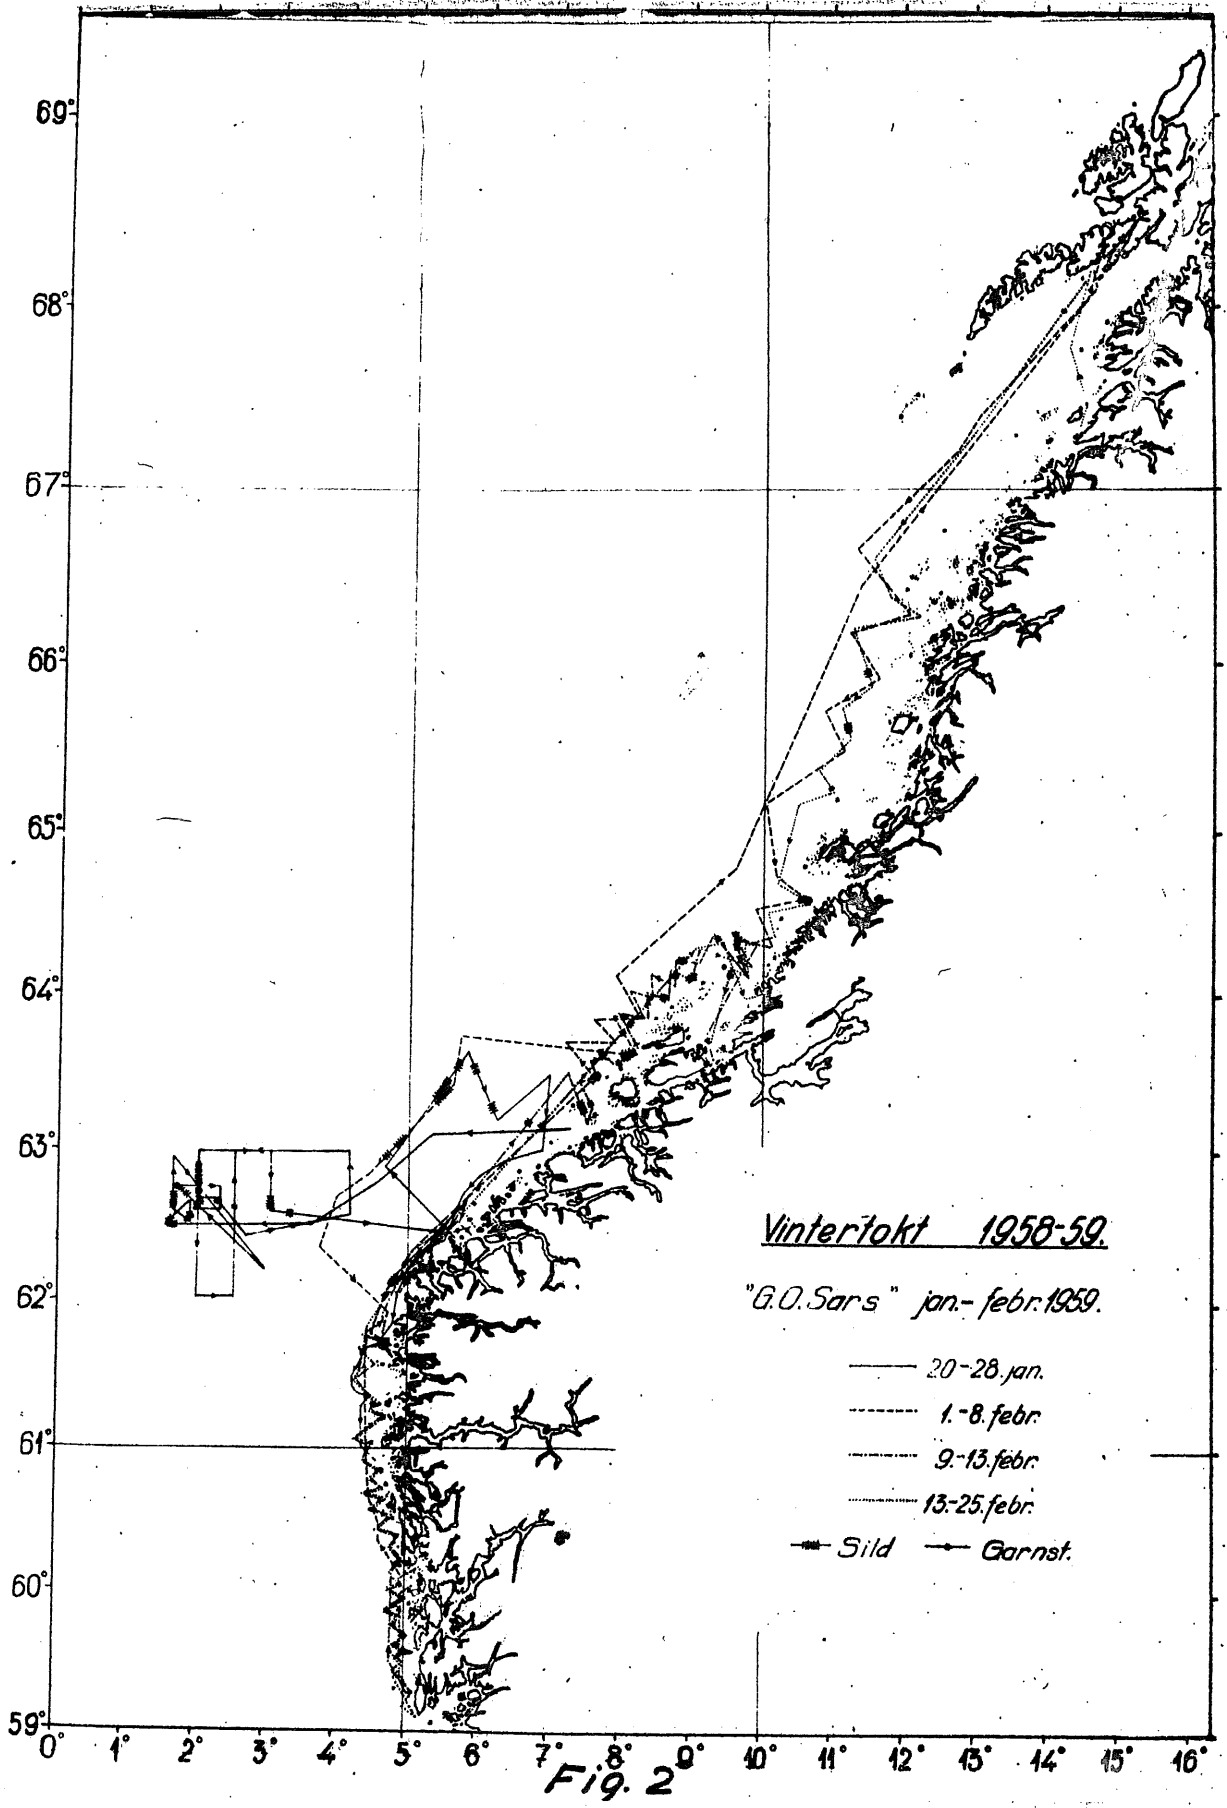 69°
68°
67°
66°
65°
64°
63°
62°
61°
60°
59°
0° 1° 2° 3° 4° 5° 6° 7° 8° 9° 10° 11° 12° 13° 14° 15° 16°
Vintertokt 1958-59.
"G.O.Sars" jan.- febr.1959.
20-28.jan.
1.-8.febr.
9.-13.febr.
13.-25.febr.
Sild Garnst.
Fig. 2